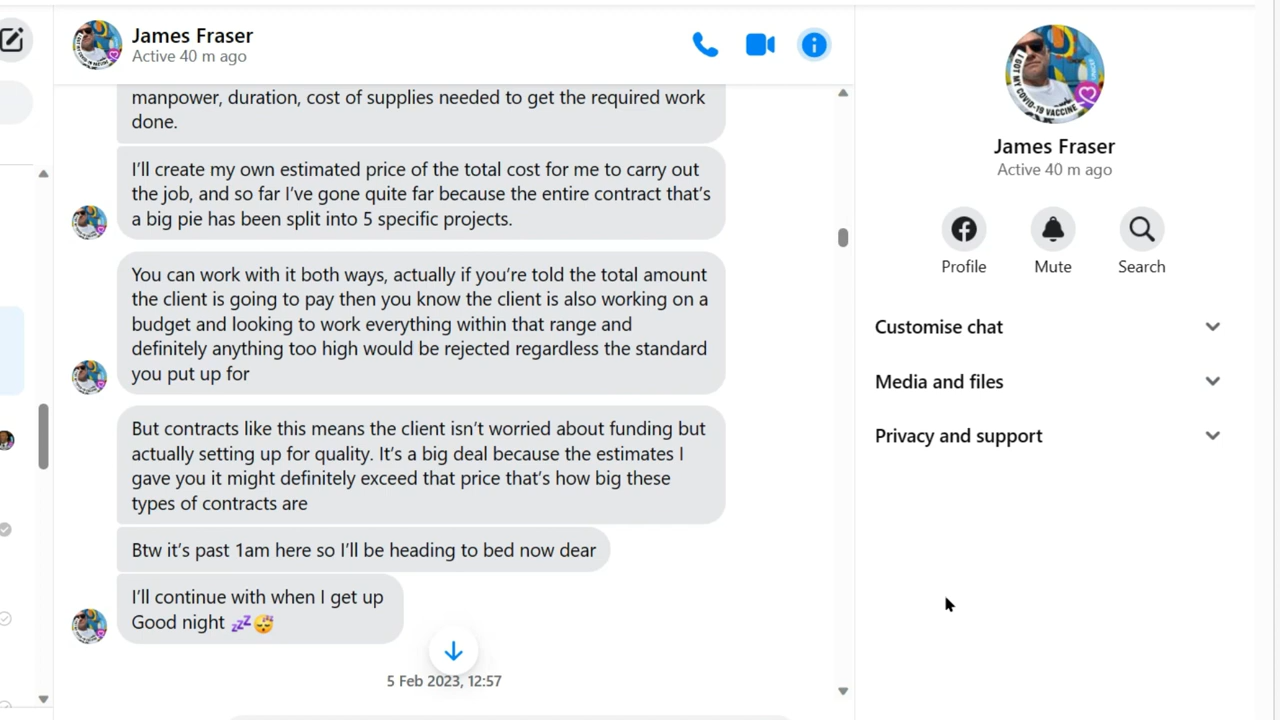 James Fraser
Active 40 m ago
manpower, duration, cost of supplies needed to get the required work
done.
I'll create my own estimated price of the total cost for me to carry out
the job, and so far I've gone quite far because the entire contract that's
a big pie has been split into 5 specific projects.
You can work with it both ways, actually if you're told the total amount
the client is going to pay then you know the client is also working on a
budget and looking to work everything within that range and
definitely anything too high would be rejected regardless the standard
you put up for
But contracts like this means the client isn't worried about funding but
actually setting up for quality. It's a big deal because the estimates I
gave you it might definitely exceed that price that's how big these
types of contracts are
Btw it's past 1am here so I'll be heading to bed now dear
I'll continue with when I get up
Good night 💤😴
5 Feb 2023, 12:57
I GOT MY COVID-19 VACCINE
James Fraser
Active 40 m ago
Profile
Mute
Search
Customise chat
Media and files
Privacy and support